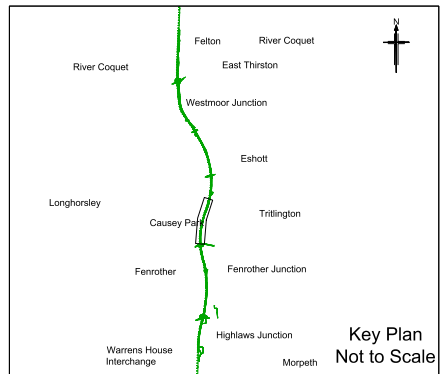 N
Felton
River Coquet
River Coquet
East Thirston
Westmoor Junction
Eshott
Longhorsley
Tritlington
Causey Park
Fenrother
Fenrother Junction
Highlaws Junction
Key Plan
Not to Scale
Warrens House
Interchange
Morpeth